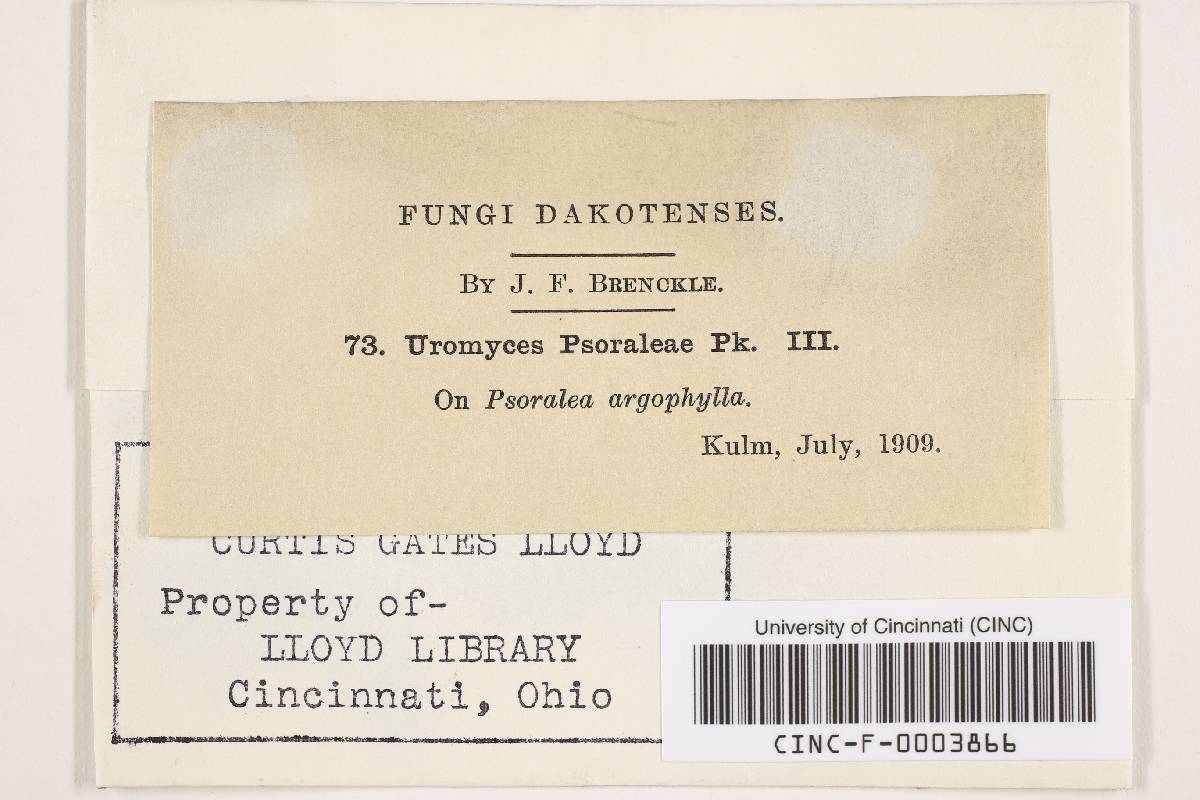 FUNGI DAKOTENSES.
By J. F. Brenckle.
73. Uromyces Psoraleae Pk. III.
On Psoralea argophylla.
Kulm, July, 1909.
CURTIS GATES LLOYD
Property of-
LLOYD LIBRARY
Cincinnati, Ohio
University of Cincinnati (CINC)
CINC-F-0003866